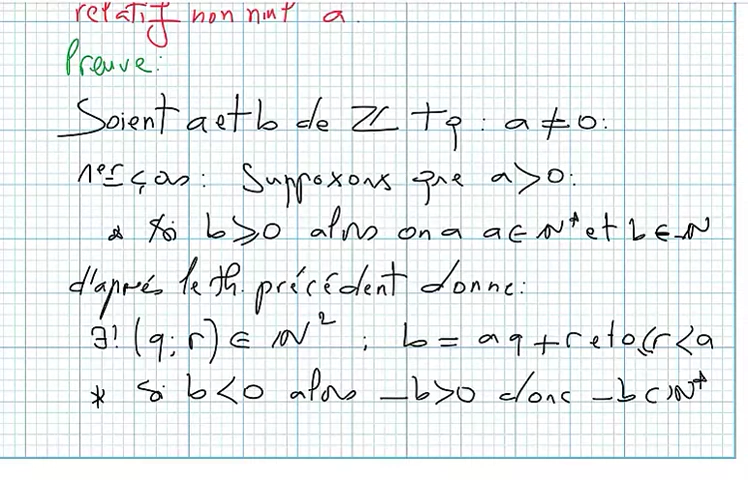 relatif non nul a.
Preuve:
Soient a et b de ℤ tq : a ≠ 0:
1er cas: Supposons que a>0:
* Si b⩾0 alors on a a∈ℕ* et b∈ℕ
d'après le th. précédent donne:
∃! (q;r) ∈ ℕ² ; b = aq + r et 0⩽r<a
* Si b<0 alors -b>0 donc -b∈ℕ*